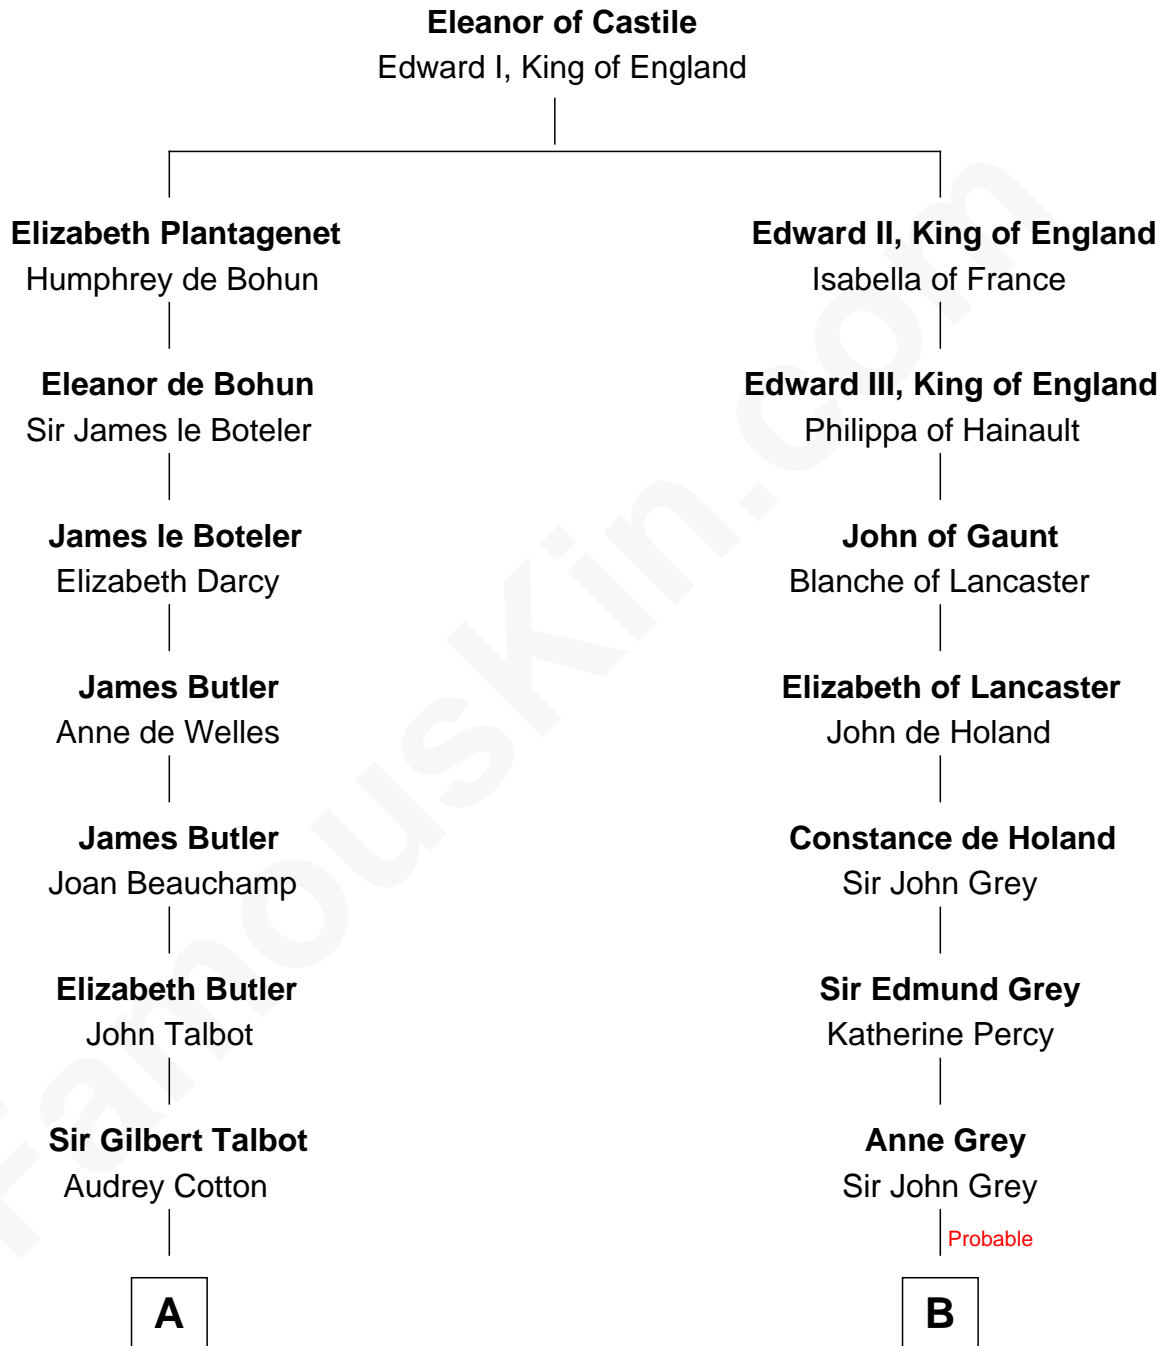 Eleanor of Castile
Edward I, King of England
Elizabeth Plantagenet
Humphrey de Bohun
Edward II, King of England
Isabella of France
Eleanor de Bohun
Sir James le Boteler
Edward III, King of England
Philippa of Hainault
James le Boteler
Elizabeth Darcy
John of Gaunt
Blanche of Lancaster
James Butler
Anne de Welles
Elizabeth of Lancaster
John de Holand
James Butler
Joan Beauchamp
Constance de Holand
Sir John Grey
Elizabeth Butler
John Talbot
Sir Edmund Grey
Katherine Percy
Sir Gilbert Talbot
Audrey Cotton
Anne Grey
Sir John Grey
Probable
A
B
FamousKin.com